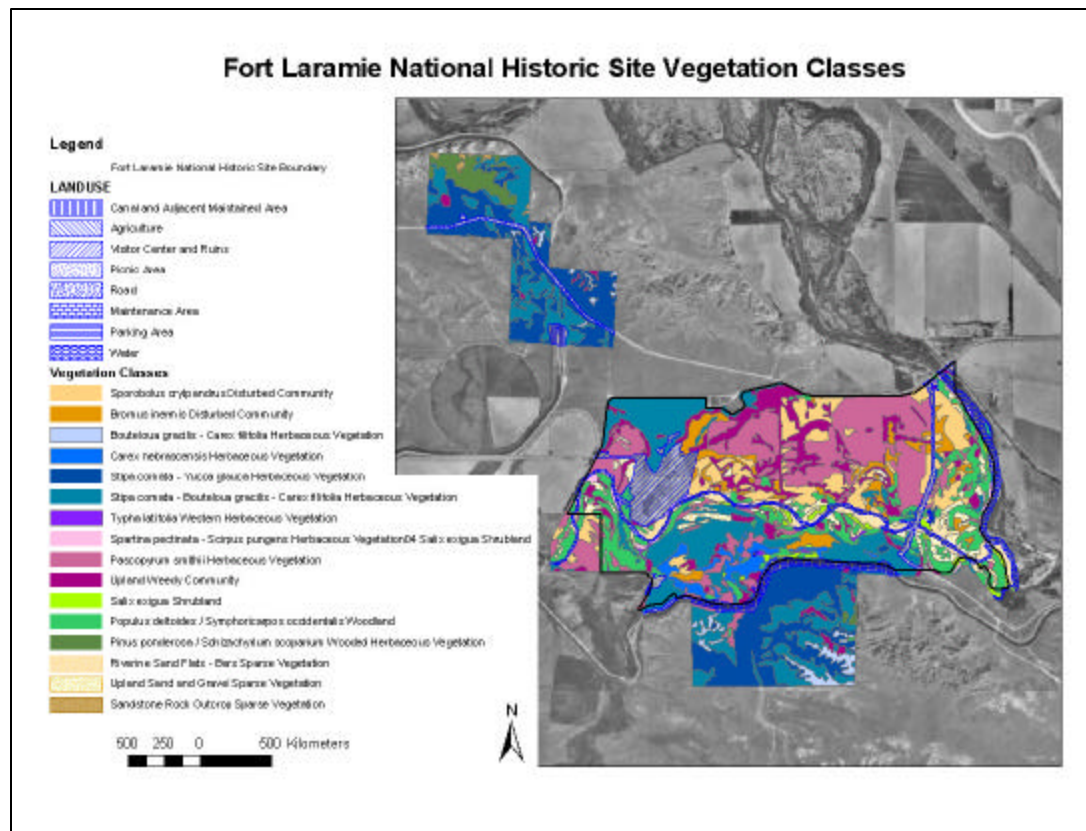 Fort Laramie National Historic Site Vegetation Classes
Legend
Fort Laramie National Historic Site Boundary
LANDUSE
Canal and Adjacent Maintained Area
Agriculture
Visitor Center and Ruins
Picnic Area
Road
Maintenance Area
Parking Area
Water
Vegetation Classes
Sporobolus cryptandrus Disturbed Community
Bromus inermis Disturbed Community
Bouteloua gracilis - Carex filifolia Herbaceous Vegetation
Carex nebrascensis Herbaceous Vegetation
Stipa comata - Yucca glauca Herbaceous Vegetation
Stipa comata - Bouteloua gracilis - Carex filifolia Herbaceous Vegetation
Typha latifolia Western Herbaceous Vegetation
Spartina pectinata - Scirpus pungens Herbaceous Vegetation04 Salix exigua Shrubland
Pascopyrum smithii Herbaceous Vegetation
Upland Weedy Community
Salix exigua Shrubland
Populus deltoides / Symphoricarpos occidentalis Woodland
Pinus ponderosa / Schizachyrium scoparium Wooded Herbaceous Vegetation
Riverine Sand Flats - Bars Sparse Vegetation
Upland Sand and Gravel Sparse Vegetation
Sandstone Rock Outcrop Sparse Vegetation
500 250 0 500 Kilometers
N